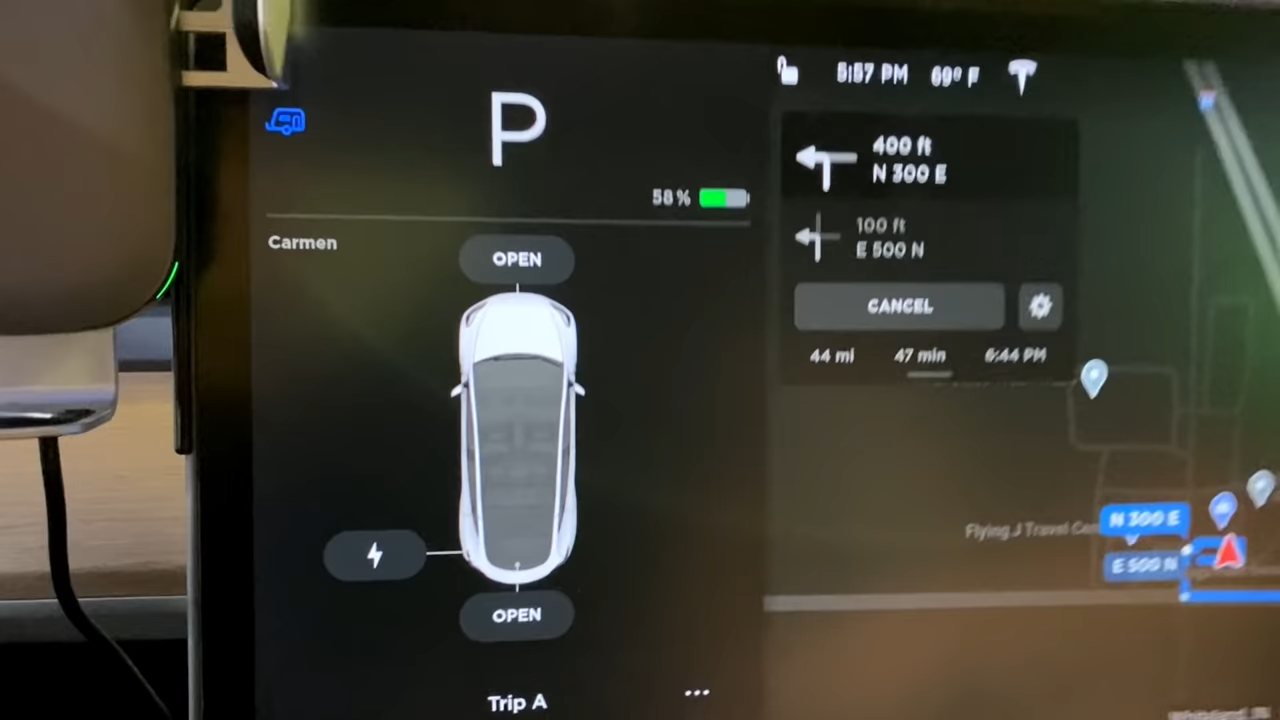 P
58 %
Carmen
OPEN
OPEN
Trip A
...
5:57 PM 69° F
400 ft
N 300 E
100 ft
E 500 N
CANCEL
44 mi 47 min 6:44 PM
Flying J Travel
N 300 E
E 500 N